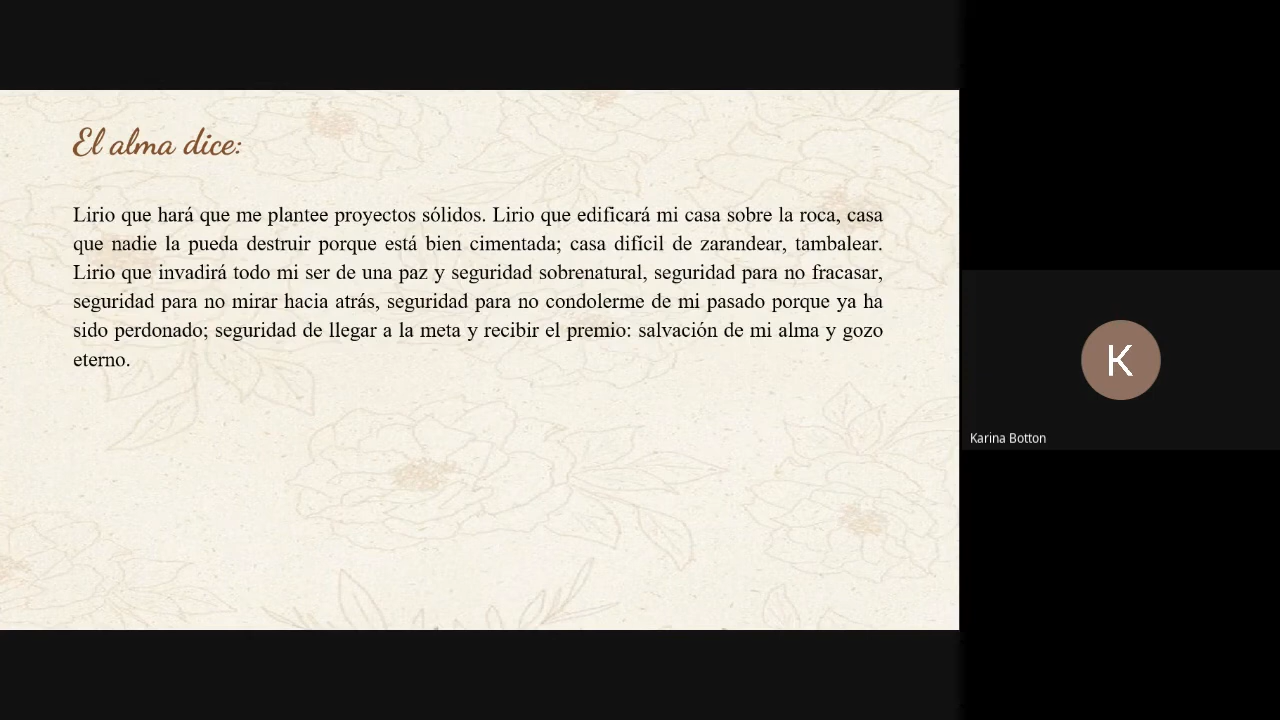 El alma dice:
Lirio que hará que me plantee proyectos sólidos. Lirio que edificará mi casa sobre la roca, casa
que nadie la pueda destruir porque está bien cimentada; casa difícil de zarandear, tambalear.
Lirio que invadirá todo mi ser de una paz y seguridad sobrenatural, seguridad para no fracasar,
seguridad para no mirar hacia atrás, seguridad para no condolerme de mi pasado porque ya ha
sido perdonado; seguridad de llegar a la meta y recibir el premio: salvación de mi alma y gozo
eterno.
K
Karina Botton